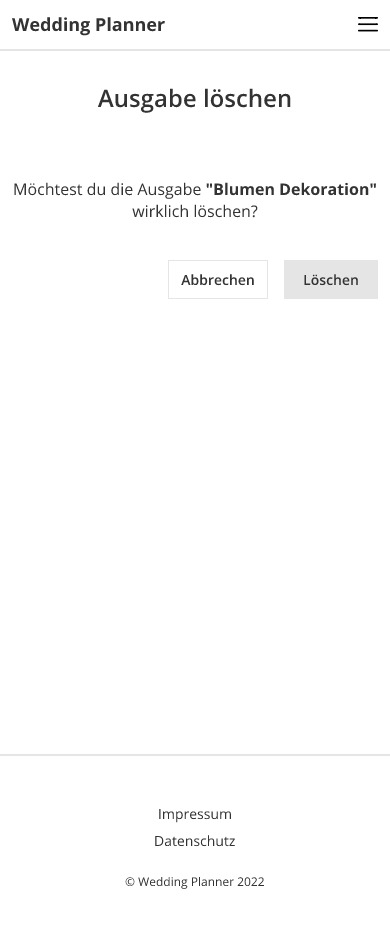 Wedding Planner
Ausgabe löschen
Möchtest du die Ausgabe "Blumen Dekoration"
wirklich löschen?
Abbrechen
Löschen
Impressum
Datenschutz
© Wedding Planner 2022